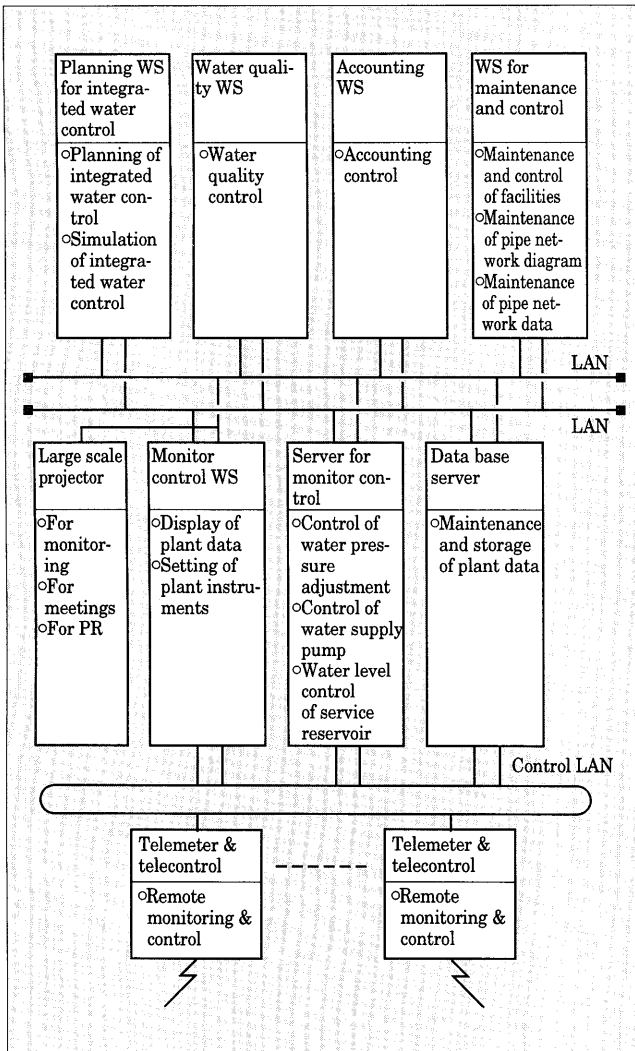 Planning WS
for integra-
ted water
control
○Planning of
integrated
water con-
trol
○Simulation
of integra-
ted water
control
Water quali-
ty WS
○Water
quality
control
Accounting
WS
○Accounting
control
WS for
maintenance
and control
○Maintenance
and control
of facilities
○Maintenance
of pipe net-
work diagram
○Maintenance
of pipe net-
work data
LAN
LAN
Large scale
projector
○For
monitor-
ing
○For
meetings
○For PR
Monitor
control WS
○Display of
plant data
○Setting of
plant instru-
ments
Server for
monitor con-
trol
○Control of
water pres-
sure
adjustment
○Control of
water supply
pump
○Water level
control
of service
reservoir
Data base
server
○Maintenance
and storage
of plant data
Control LAN
Telemeter &
telecontrol
○Remote
monitoring &
control
Telemeter &
telecontrol
○Remote
monitoring &
control